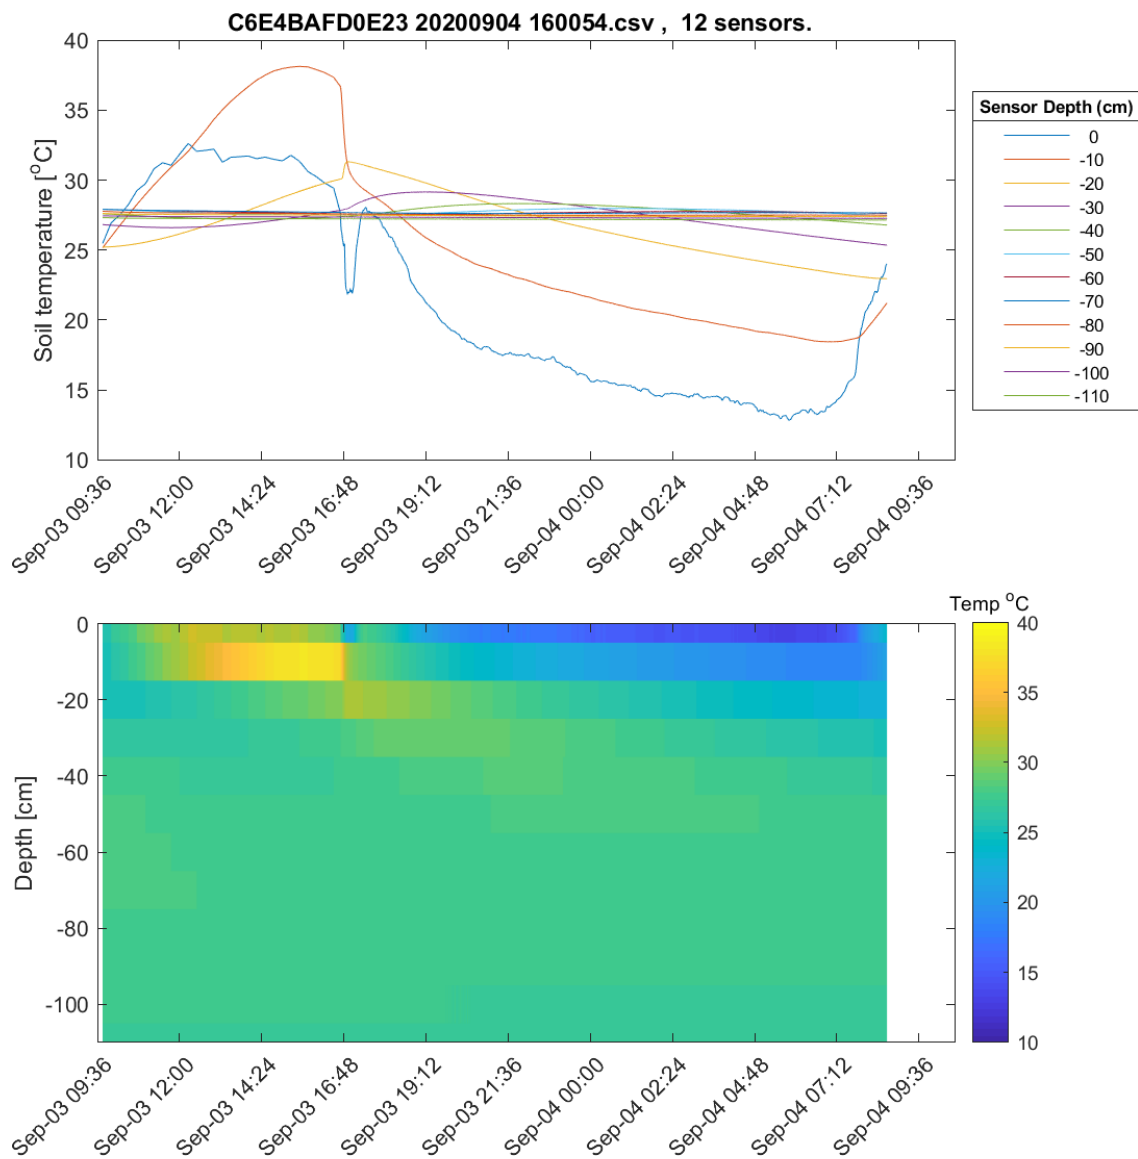 C6E4BAFD0E23 20200904 160054.csv ,  12 sensors.
40
35
30
25
20
15
10
Soil temperature [°C]
Sep-03 09:36
Sep-03 12:00
Sep-03 14:24
Sep-03 16:48
Sep-03 19:12
Sep-03 21:36
Sep-04 00:00
Sep-04 02:24
Sep-04 04:48
Sep-04 07:12
Sep-04 09:36
Sensor Depth (cm)
0
-10
-20
-30
-40
-50
-60
-70
-80
-90
-100
-110
0
-20
-40
-60
-80
-100
Depth [cm]
Sep-03 09:36
Sep-03 12:00
Sep-03 14:24
Sep-03 16:48
Sep-03 19:12
Sep-03 21:36
Sep-04 00:00
Sep-04 02:24
Sep-04 04:48
Sep-04 07:12
Sep-04 09:36
Temp °C
40
35
30
25
20
15
10